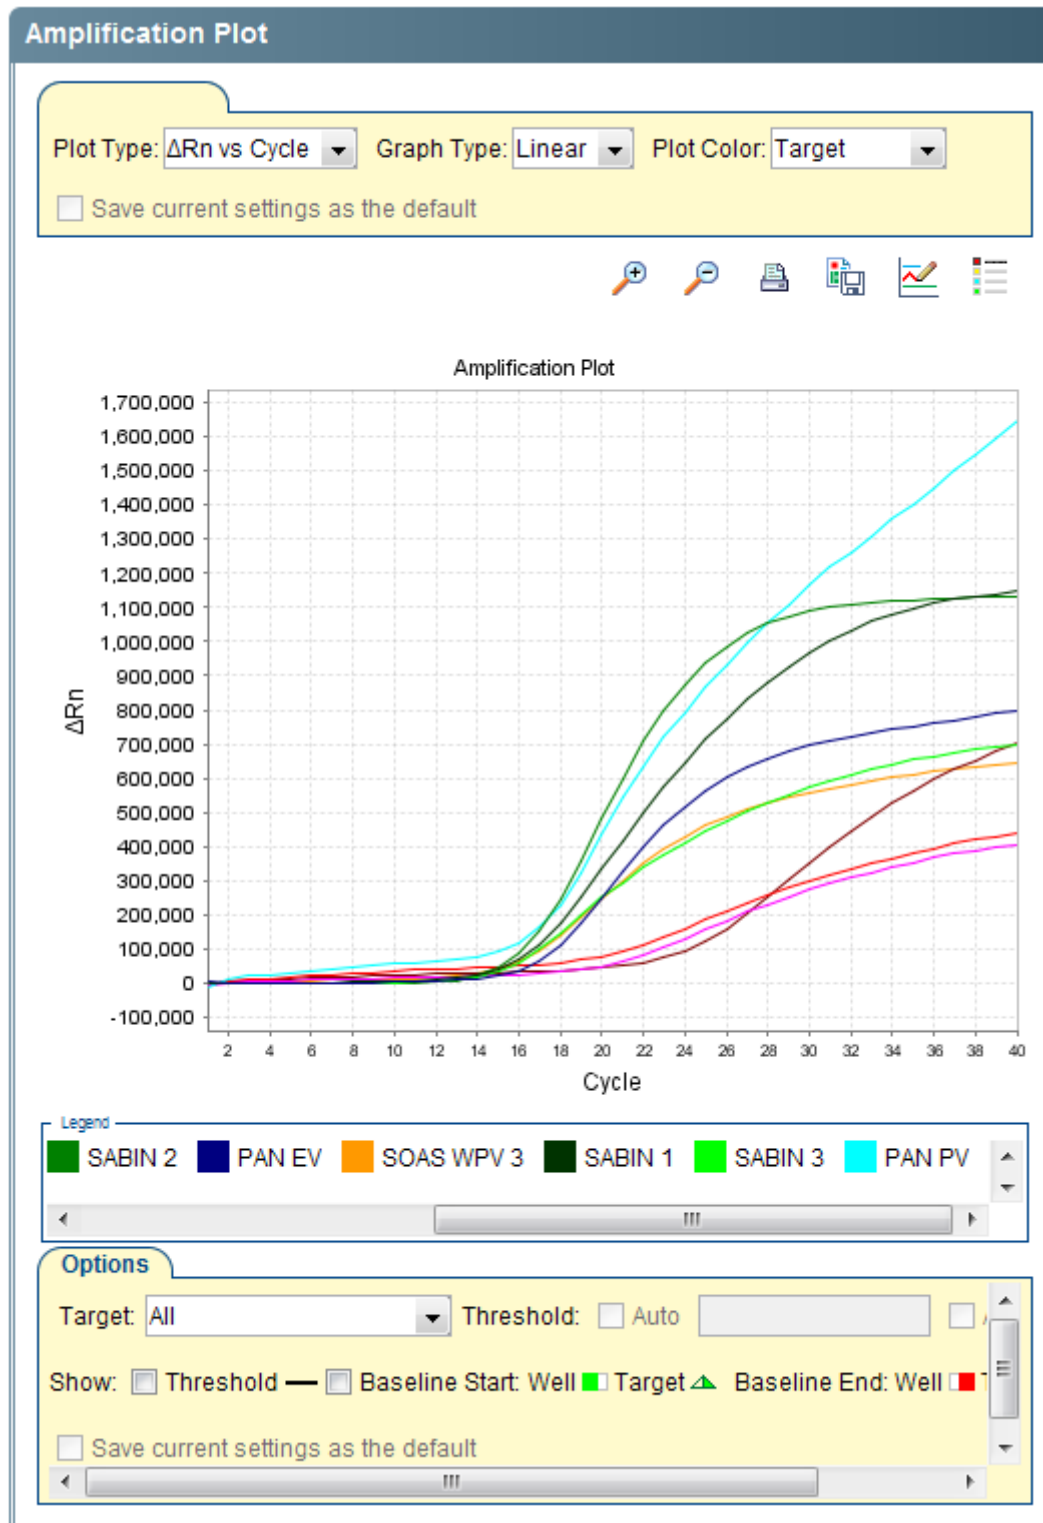 Amplification Plot
Plot Type: ΔRn vs Cycle Graph Type: Linear Plot Color: Target
Save current settings as the default
Amplification Plot
1,700,000
1,600,000
1,500,000
1,400,000
1,300,000
1,200,000
1,100,000
1,000,000
900,000
800,000
700,000
600,000
500,000
400,000
300,000
200,000
100,000
0
-100,000
ΔRn
2 4 6 8 10 12 14 16 18 20 22 24 26 28 30 32 34 36 38 40
Cycle
Legend
SABIN 2 PAN EV SOAS WPV 3 SABIN 1 SABIN 3 PAN PV
Options
Target: All Threshold: Auto
Show: Threshold Baseline Start: Well Target Baseline End: Well
Save current settings as the default